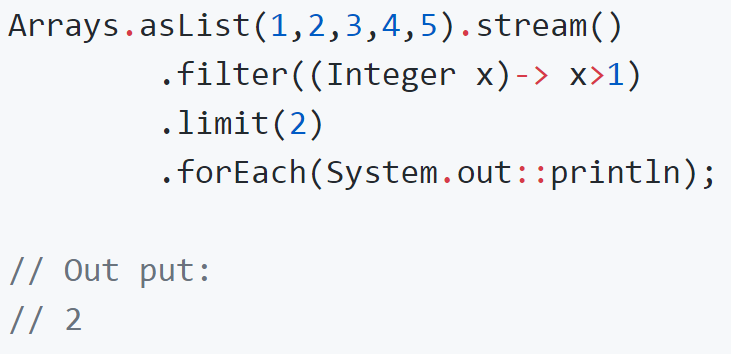 Arrays.asList(1,2,3,4,5).stream()
        .filter((Integer x)-> x>1)
        .limit(2)
        .forEach(System.out::println);

// Out put:
// 2